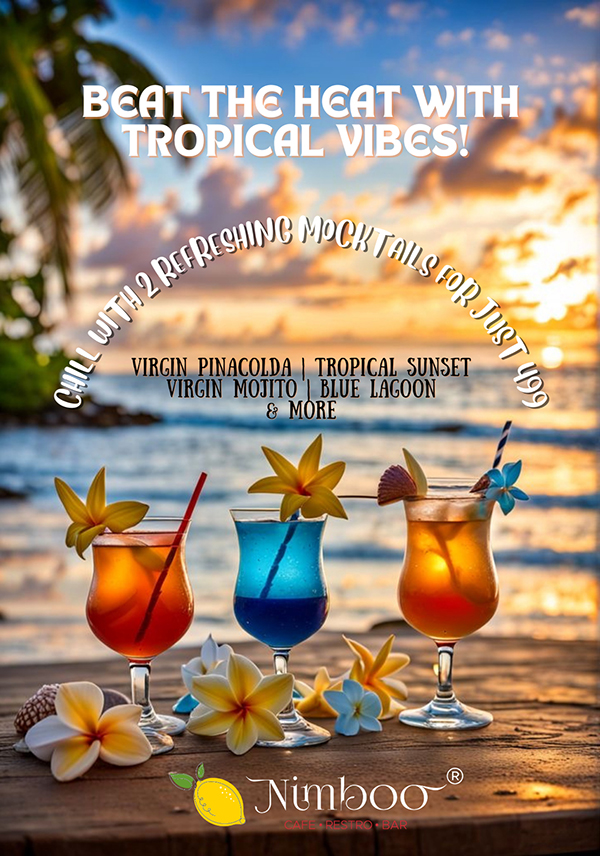 BEAT THE HEAT WITH
TROPICAL VIBES!
CHILL WITH 2 REFRESHING MOCKTAILS FOR JUST 499
VIRGIN PINACOLDA | TROPICAL SUNSET
VIRGIN MOJITO | BLUE LAGOON
& MORE
Nimboo®
CAFE • RESTRO • BAR